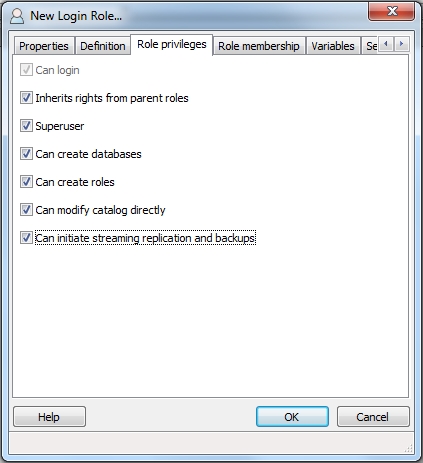 New Login Role...
Properties Definition Role privileges Role membership Variables Se
Can login
Inherits rights from parent roles
Superuser
Can create databases
Can create roles
Can modify catalog directly
Can initiate streaming replication and backups
Help OK Cancel